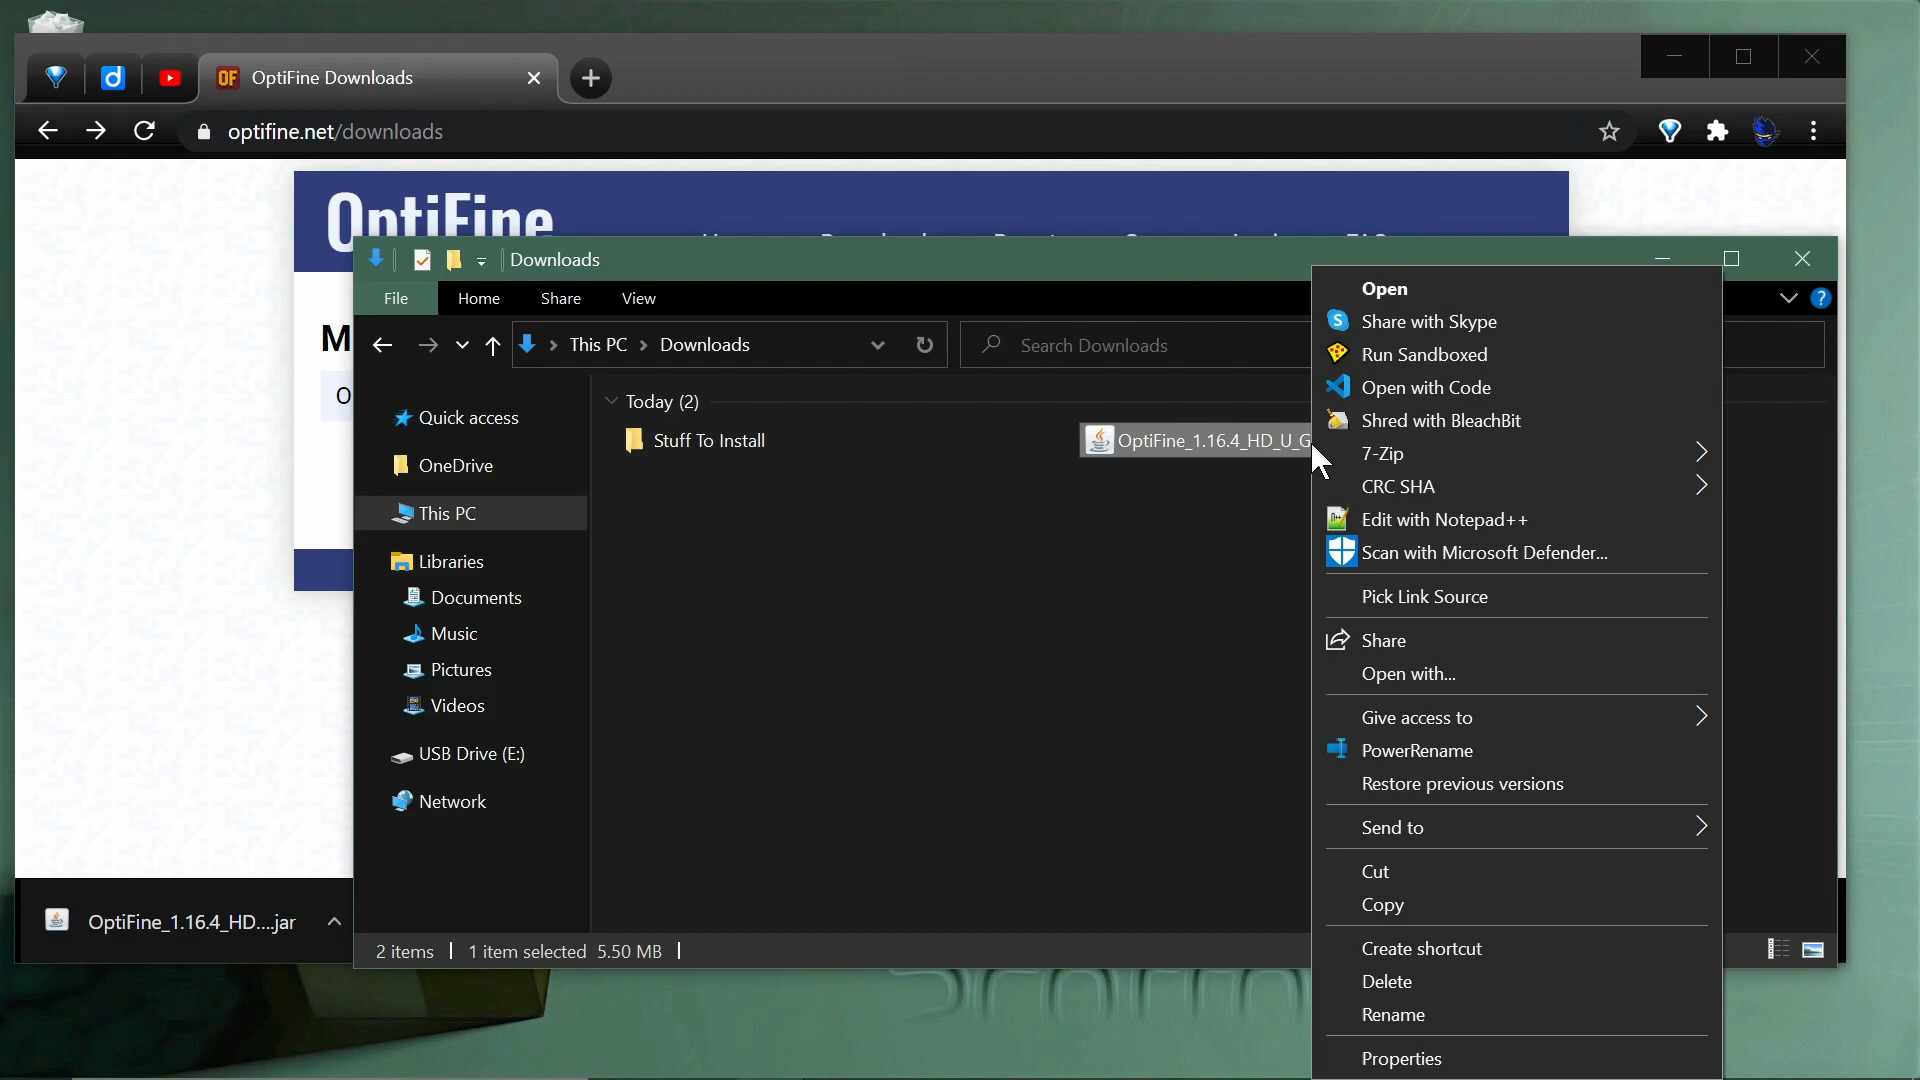 OptiFine Downloads
optifine.net/downloads
OptiFine
Downloads
File
Home
Share
View
This PC
Downloads
Search Downloads
Quick access
OneDrive
This PC
Libraries
Documents
Music
Pictures
Videos
USB Drive (E:)
Network
Today (2)
Stuff To Install
OptiFine_1.16.4_HD_U_G
Open
Share with Skype
Run Sandboxed
Open with Code
Shred with BleachBit
7-Zip
CRC SHA
Edit with Notepad++
Scan with Microsoft Defender...
Pick Link Source
Share
Open with...
Give access to
PowerRename
Restore previous versions
Send to
Cut
Copy
Create shortcut
Delete
Rename
Properties
2 items
1 item selected 5.50 MB
OptiFine_1.16.4_HD....jar